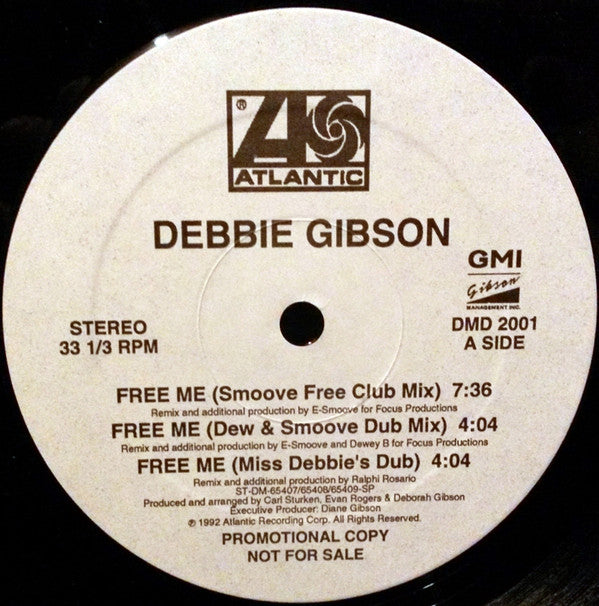 ®
ATLANTIC
DEBBIE GIBSON
GMI
Gibson
MANAGEMENT INC.
STEREO
33 1/3 RPM
DMD 2001
A SIDE
FREE ME (Smoove Free Club Mix) 7:36
Remix and additional production by E-Smoove for Focus Productions
FREE ME (Dew & Smoove Dub Mix) 4:04
Remix and additional production by E-Smoove and Dewey B for Focus Productions
FREE ME (Miss Debbie's Dub) 4:04
Remix and additional production by Ralphi Rosario
ST-DM-65407/65408/65409-SP
Produced and arranged by Carl Sturken, Evan Rogers & Deborah Gibson
Executive Producer: Diane Gibson
℗ 1992 Atlantic Recording Corp. All Rights Reserved.
PROMOTIONAL COPY
NOT FOR SALE